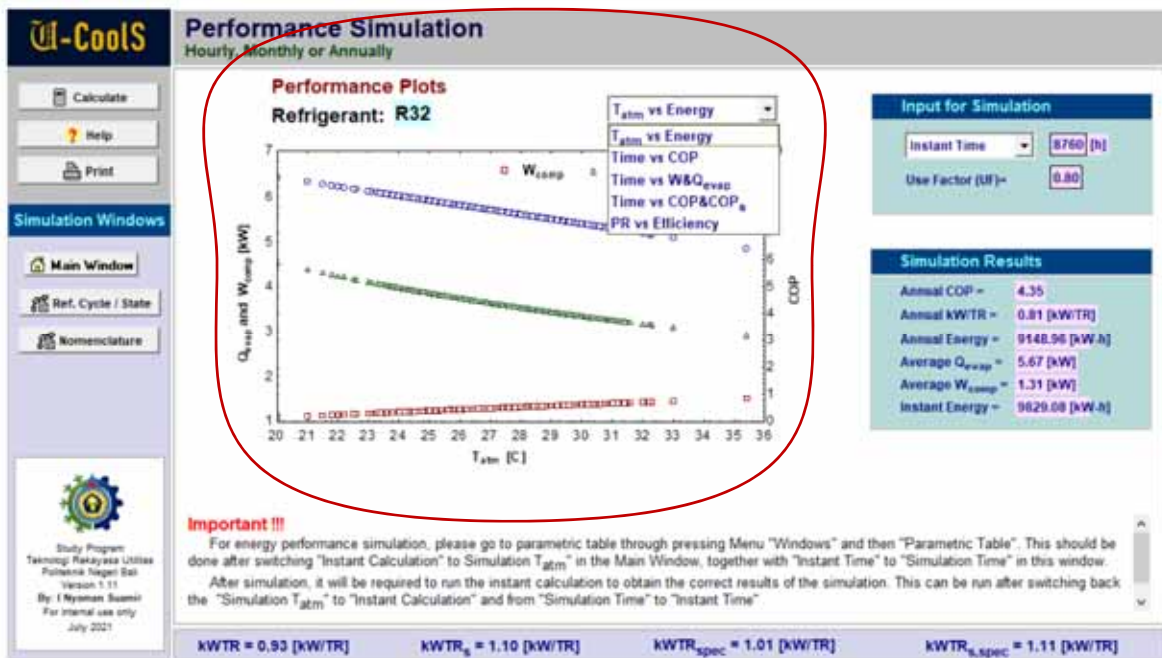 U-CoolS
Performance Simulation
Hourly, Monthly or Annually
Calculate
Help
Print
Simulation Windows
Main Window
Ref. Cycle / State
Nomenclature
Study Program
Teknologi Rekayasa Utilitas
Politeknik Negeri Bali
Version 1.11
By: I Nyoman Suamir
For internal use only
July 2021
Performance Plots
Refrigerant: R32
Tatm vs Energy
Tatm vs Energy
Time vs COP
Time vs W&Qevap
Time vs COP&COPs
PR vs Efficiency
Wcomp
7
6
5
4
3
2
1
Qevap and Wcomp [kW]
20 21 22 23 24 25 26 27 28 29 30 31 32 33 34 35 36
Tatm [C]
6
5
4
3
2
1
0
COP
Input for Simulation
Instant Time 8760 [h]
Use Factor (UF)= 0.80
Simulation Results
Annual COP = 4.35
Annual kW/TR = 0.81 [kW/TR]
Annual Energy = 9148.96 [kW-h]
Average Qevap = 5.67 [kW]
Average Wcomp = 1.31 [kW]
Instant Energy = 9829.08 [kW-h]
Important !!!
For energy performance simulation, please go to parametric table through pressing Menu "Windows" and then "Parametric Table". This should be
done after switching "Instant Calculation" to Simulation Tatm" in the Main Window, together with "Instant Time" to "Simulation Time" in this window.
After simulation, it will be required to run the instant calculation to obtain the correct results of the simulation. This can be run after switching back
the "Simulation Tatm" to "Instant Calculation" and from "Simulation Time" to "Instant Time"
kWTR = 0,93 [kW/TR] kWTRs = 1.10 [kW/TR] kWTRspec = 1.01 [kW/TR] kWTRs,spec = 1.11 [kW/TR]